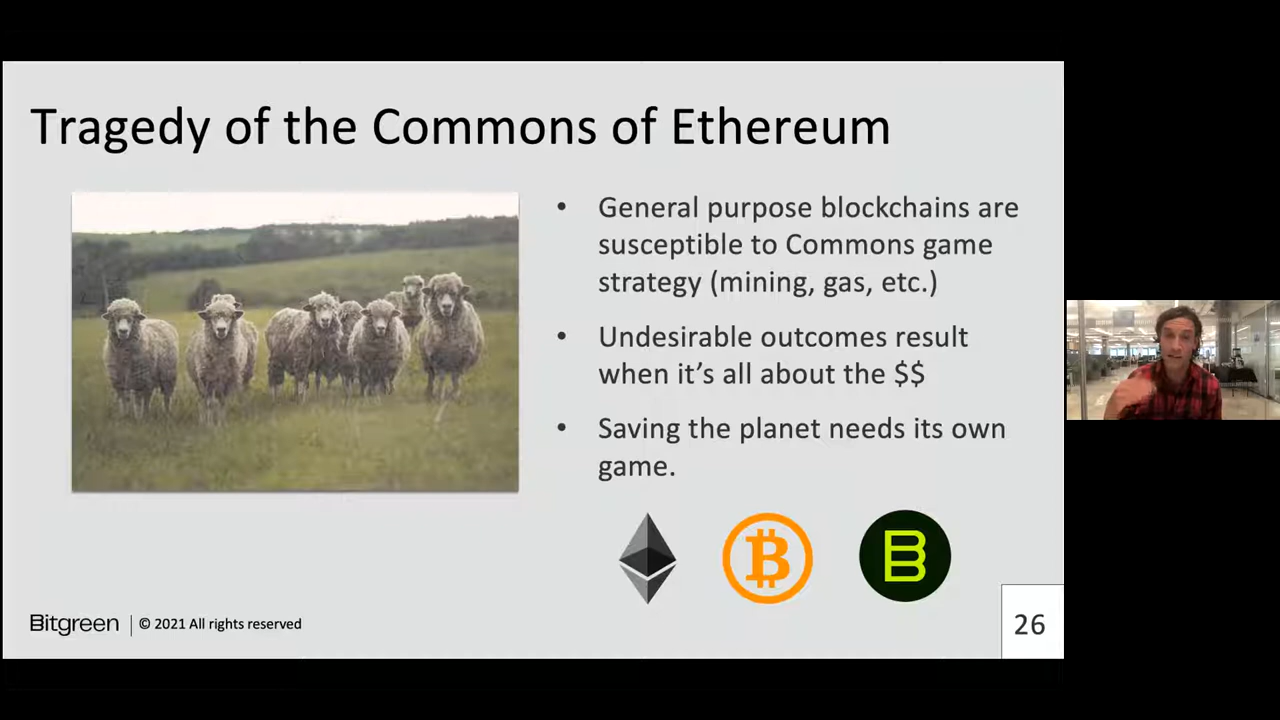 Tragedy of the Commons of Ethereum
• General purpose blockchains are
susceptible to Commons game
strategy (mining, gas, etc.)
• Undesirable outcomes result
when it’s all about the $$
• Saving the planet needs its own
game.
Bitgreen | © 2021 All rights reserved
26